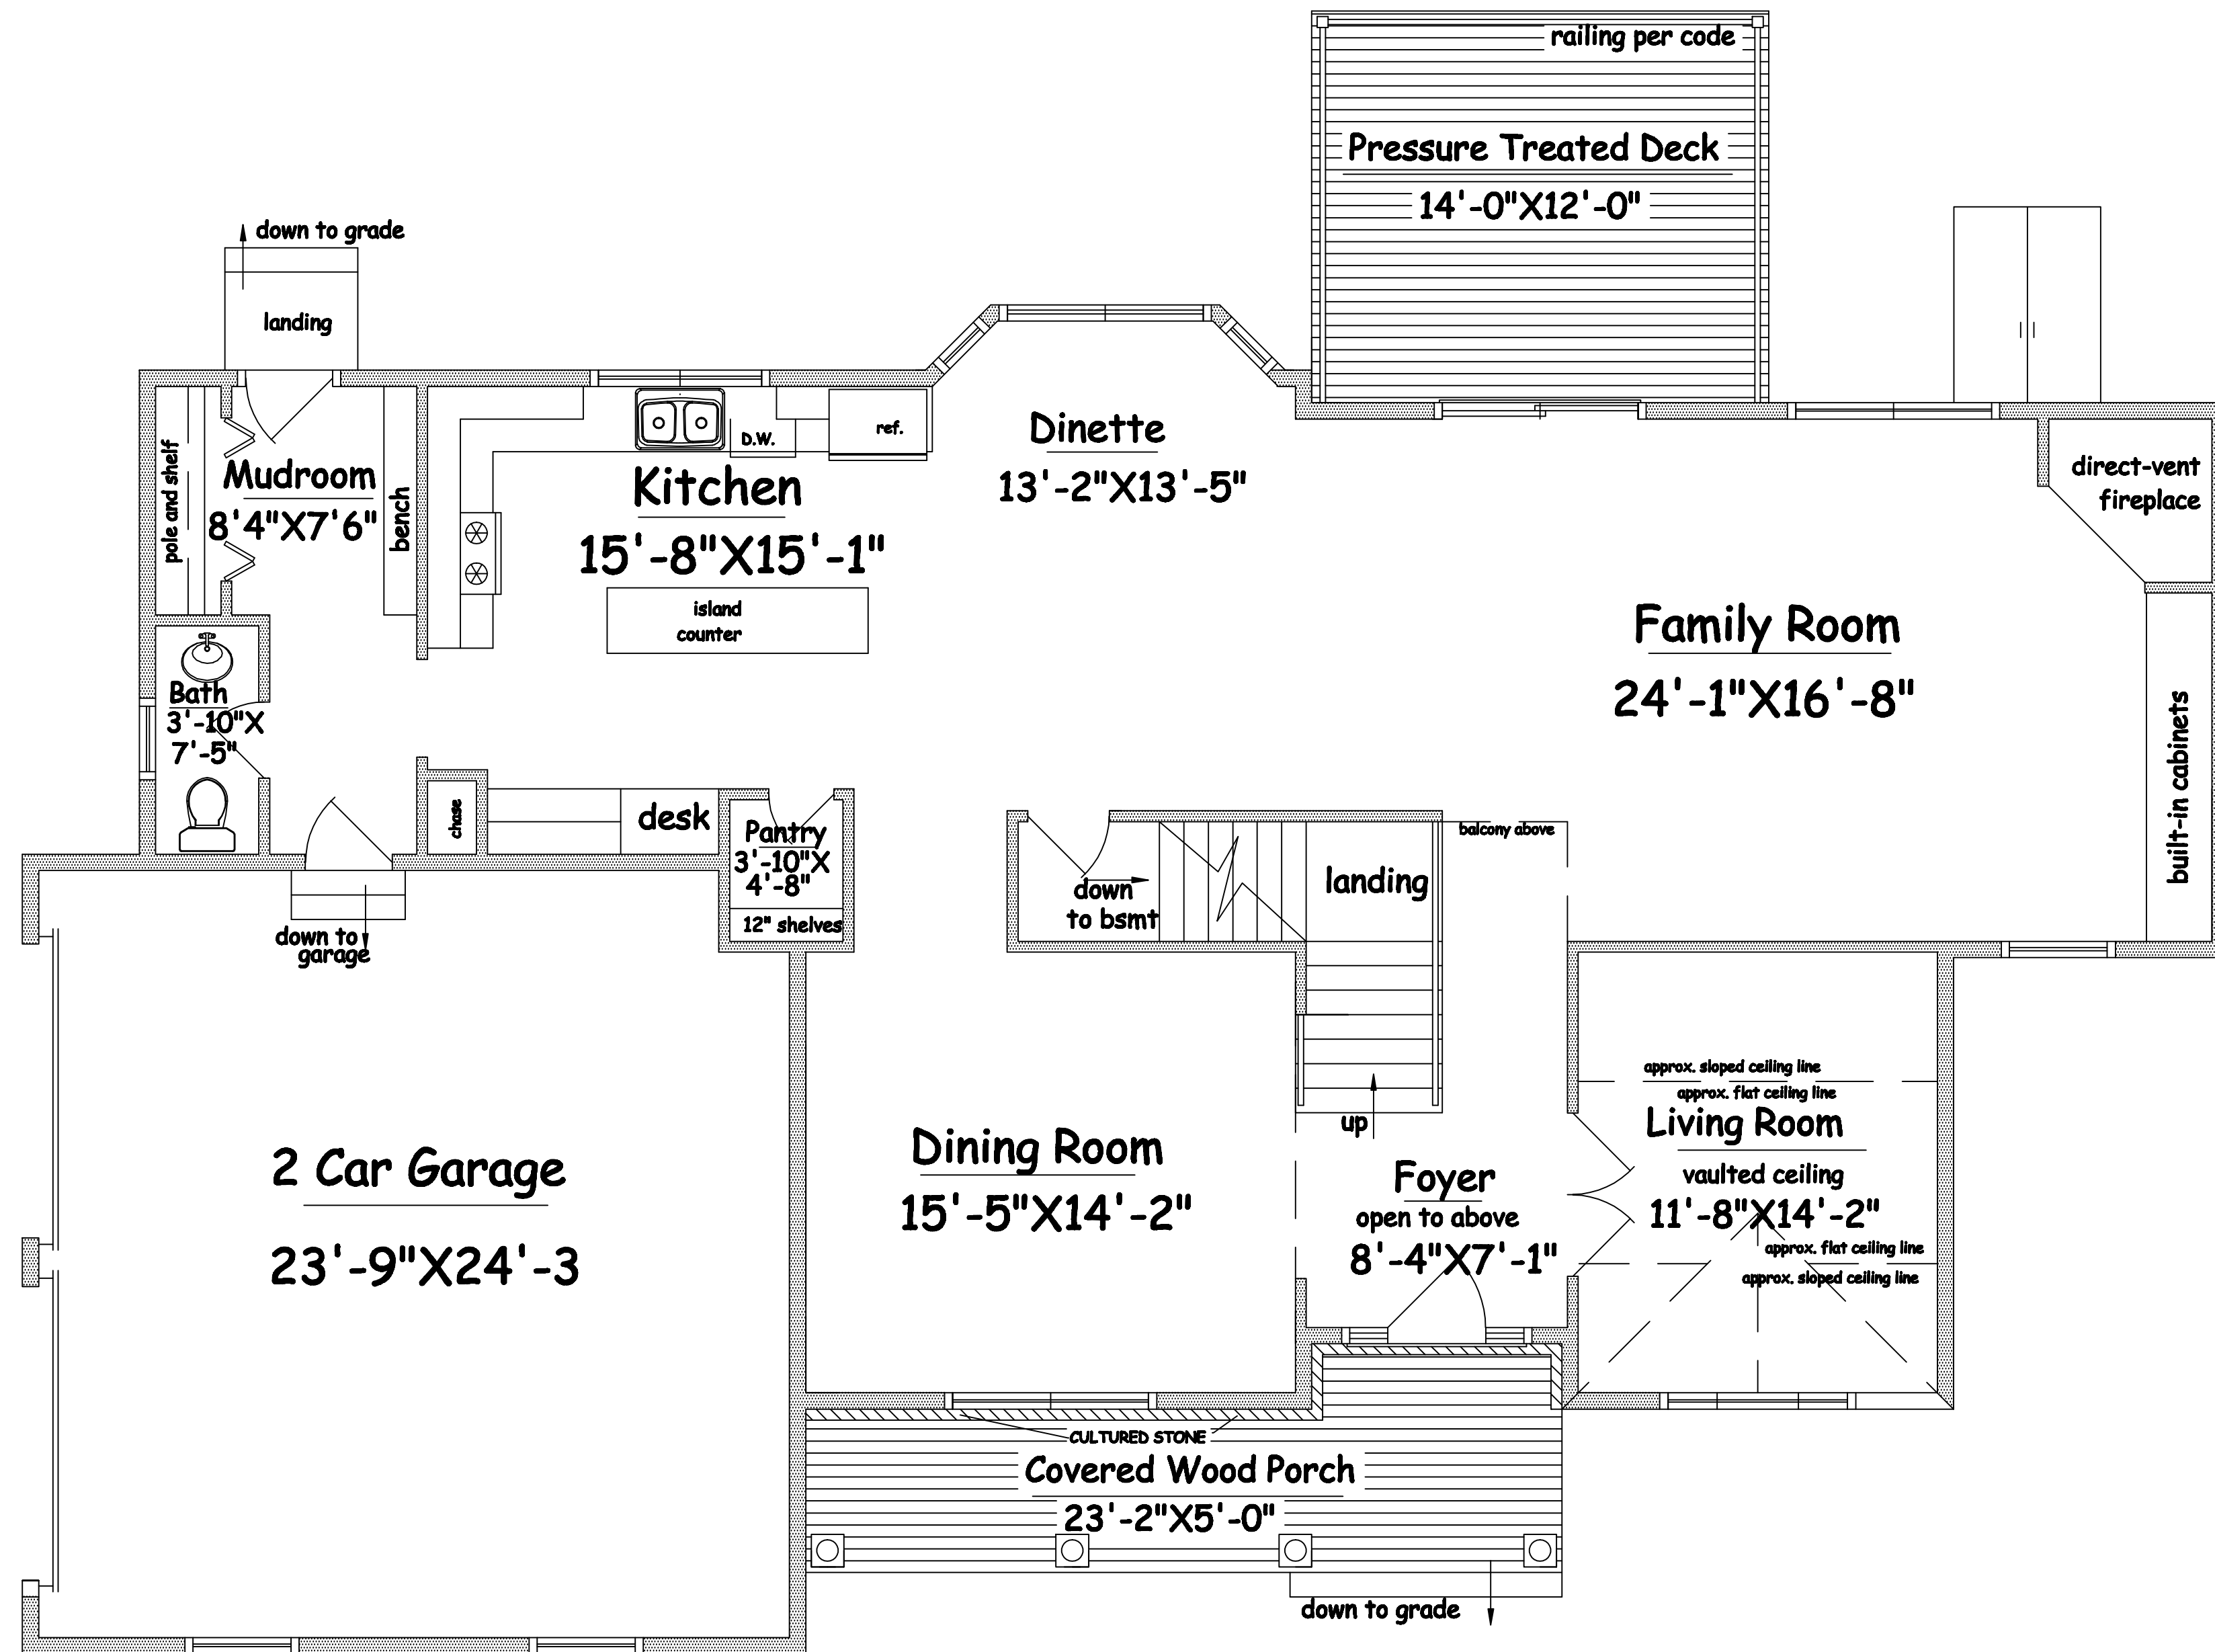 railing per code
Pressure Treated Deck
14'-0"X12'-0"
down to grade
landing
pole and shelf
Mudroom
8'4"X7'6"
bench
D.W.
ref.
Kitchen
15'-8"X15'-1"
island
counter
Dinette
13'-2"X13'-5"
direct-vent
fireplace
Family Room
24'-1"X16'-8"
built-in cabinets
Bath
3'-10"X
7'-5"
chase
desk
Pantry
3'-10"X
4'-8"
12" shelves
down
to bsmt
landing
balcony above
down to
garage
2 Car Garage
23'-9"X24'-3
Dining Room
15'-5"X14'-2"
up
Foyer
open to above
8'-4"X7'-1"
approx. sloped ceiling line
approx. flat ceiling line
Living Room
vaulted ceiling
11'-8"X14'-2"
approx. flat ceiling line
approx. sloped ceiling line
CULTURED STONE
Covered Wood Porch
23'-2"X5'-0"
down to grade